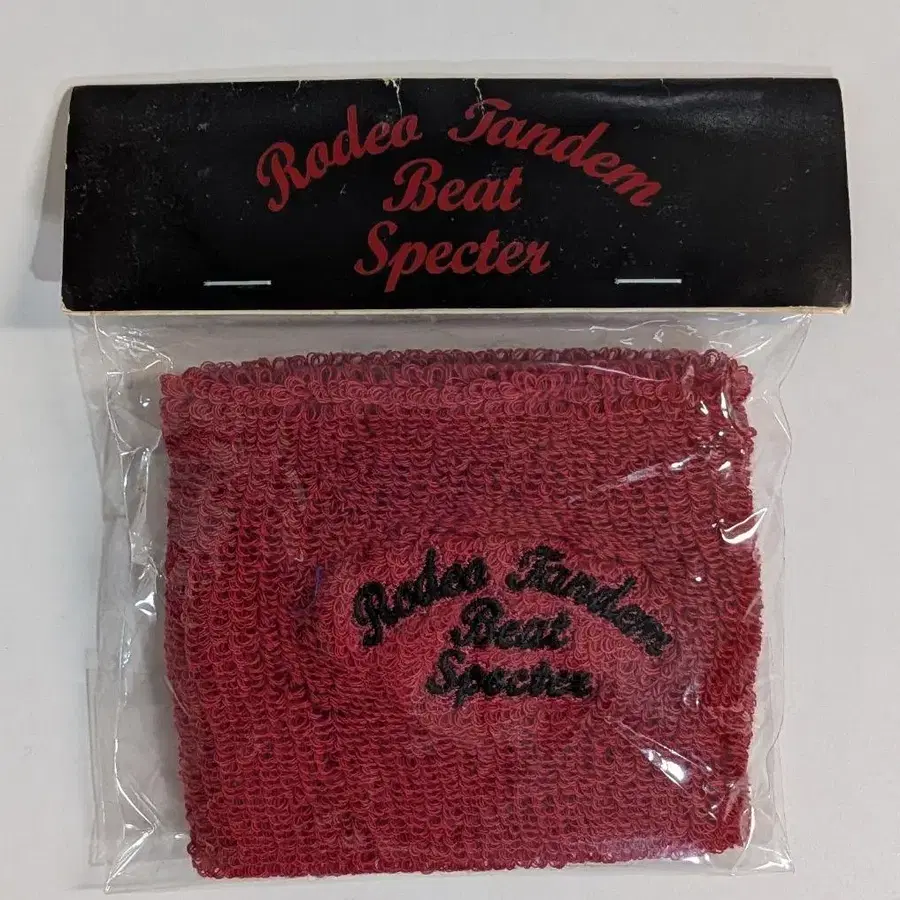 Rodeo Tandem
Beat
Specter
Rodeo Tandem
Beat
Specter